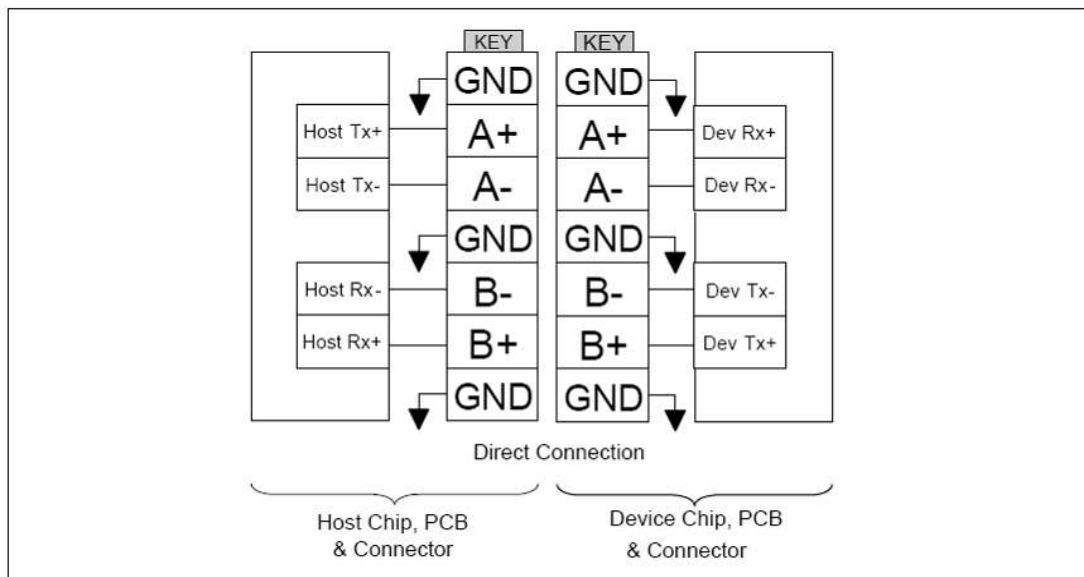 KEY KEY
GND GND
Host Tx+ A+ A+ Dev Rx+
Host Tx- A- A- Dev Rx-
GND GND
Host Rx- B- B- Dev Tx-
Host Rx+ B+ B+ Dev Tx+
GND GND
Direct Connection
Host Chip, PCB
& Connector
Device Chip, PCB
& Connector